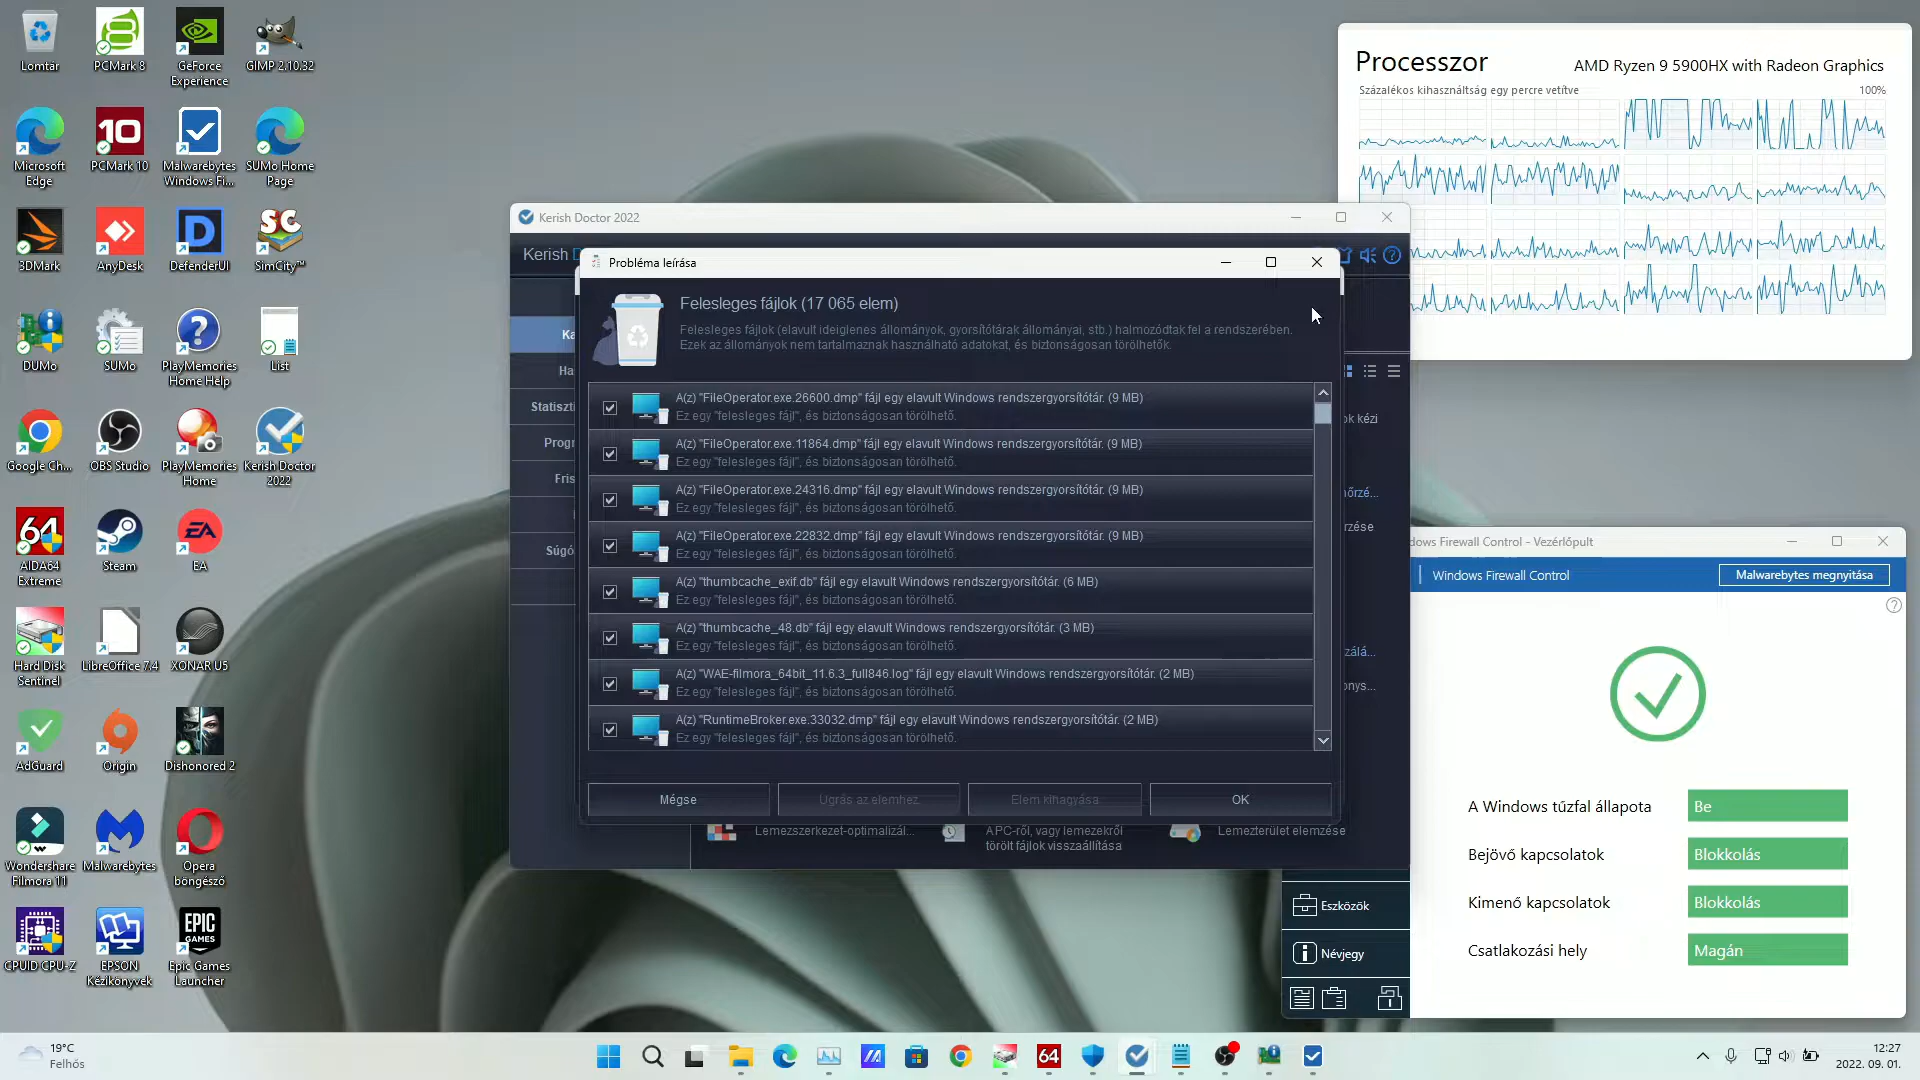 Lomtár
PCMark 8
GeForce
Experience
GIMP 2.10.32
Microsoft
Edge
PCMark 10
Malwarebytes
Windows Fi...
SUMo Home
Page
3DMark
AnyDesk
DefenderUI
SimCity™
DUMo
SUMo
PlayMemories
Home Help
List
Google Ch...
OBS Studio
PlayMemories
Home
Kerish Doctor
2022
AIDA64
Extreme
Steam
EA
Hard Disk
Sentinel
LibreOffice 7.4
XONAR U5
AdGuard
Origin
Dishonored 2
Wondershare
Filmora 11
Malwarebytes
Opera
böngésző
CPUID CPU-Z
EPSON
Kézikönyvek
Epic Games
Launcher
Processzor
AMD Ryzen 9 5900HX with Radeon Graphics
Százalékos kihasználtság egy percre vetítve
100%
Kerish Doctor 2022
Kerish
Statiszti
Progr
Fris
Súgó
Probléma leírása
Felesleges fájlok (17 065 elem)
Felesleges fájlok (elavult ideiglenes állományok, gyorsítótárak állományai, stb.) halmozódtak fel a rendszerében.
Ezek az állományok nem tartalmaznak használható adatokat, és biztonságosan törölhetők.
A(z) "FileOperator.exe.26600.dmp" fájl egy elavult Windows rendszergyorsítótár. (9 MB)
Ez egy "felesleges fájl", és biztonságosan törölhető.
A(z) "FileOperator.exe.11864.dmp" fájl egy elavult Windows rendszergyorsítótár. (9 MB)
Ez egy "felesleges fájl", és biztonságosan törölhető.
A(z) "FileOperator.exe.24316.dmp" fájl egy elavult Windows rendszergyorsítótár. (9 MB)
Ez egy "felesleges fájl", és biztonságosan törölhető.
A(z) "FileOperator.exe.22832.dmp" fájl egy elavult Windows rendszergyorsítótár. (9 MB)
Ez egy "felesleges fájl", és biztonságosan törölhető.
A(z) "thumbcache_exif.db" fájl egy elavult Windows rendszergyorsítótár. (6 MB)
Ez egy "felesleges fájl", és biztonságosan törölhető.
A(z) "thumbcache_48.db" fájl egy elavult Windows rendszergyorsítótár. (3 MB)
Ez egy "felesleges fájl", és biztonságosan törölhető.
A(z) "WAE-filmora_64bit_11.6.3_full846.log" fájl egy elavult Windows rendszergyorsítótár. (2 MB)
Ez egy "felesleges fájl", és biztonságosan törölhető.
A(z) "RuntimeBroker.exe.33032.dmp" fájl egy elavult Windows rendszergyorsítótár. (2 MB)
Ez egy "felesleges fájl", és biztonságosan törölhető.
Mégse
Ugrás az elemhez
Elem kihagyása
OK
ok kézi
őrzé...
rzése
zálá...
onys...
Lemezszerkezet-optimalizál...
A PC-ről, vagy lemezekről
törölt fájlok visszaállítása
Lemezterület elemzése
Eszközök
Névjegy
dows Firewall Control - Vezérlőpult
Windows Firewall Control
Malwarebytes megnyitása
A Windows tűzfal állapota
Be
Bejövő kapcsolatok
Blokkolás
Kimenő kapcsolatok
Blokkolás
Csatlakozási hely
Magán
19°C
Felhős
64
12:27
2022. 09. 01.